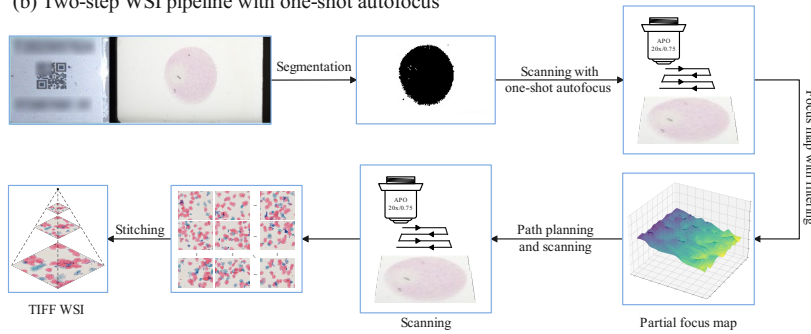 (b) Two-step WSI pipeline with one-shot autofocus
Segmentation
Scanning with
one-shot autofocus
APO
20x/0.75
Focus map with filtering
Partial focus map
Path planning
and scanning
APO
20x/0.75
Scanning
Stitching
TIFF WSI